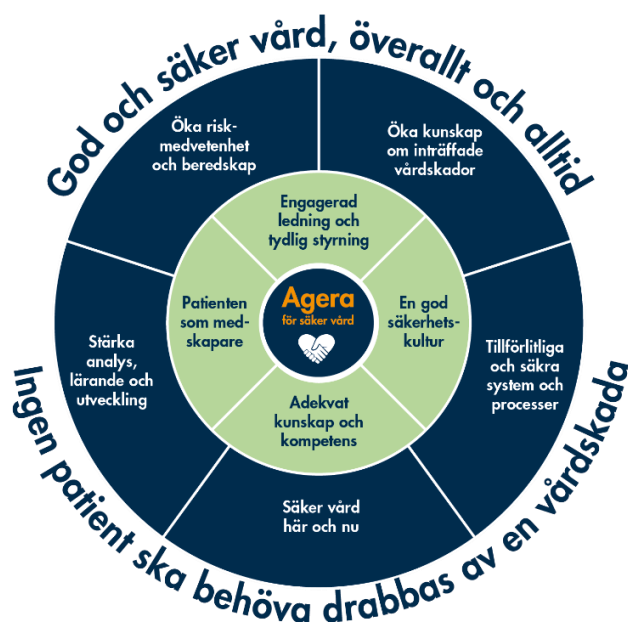 God och säker vård, överallt och alltid
Öka risk-
medvetenhet
och beredskap
Öka kunskap
om inträffade
vårdskador
Engagerad
ledning och
tydlig styrning
Patienten
som med-
skapare
Agera
för säker vård
En god
säkerhets-
kultur
Stärka
analys,
lärande och
utveckling
Tillförlitliga
och säkra
system och
processer
Adekvat
kunskap och
kompetens
Säker vård
här och nu
Ingen patient ska behöva drabbas av en vårdskada